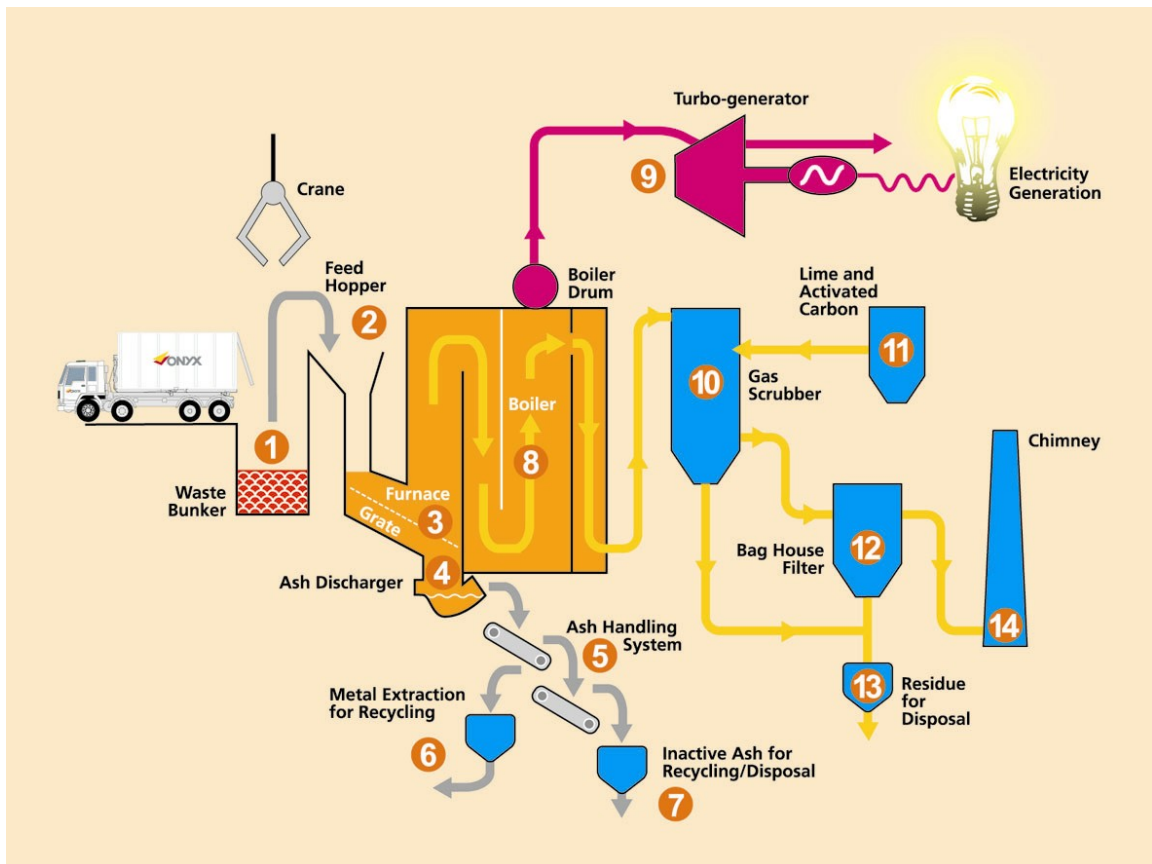 Turbo-generator
9
Electricity
Generation
Crane
Feed
Hopper
2
Boiler
Drum
Lime and
Activated
Carbon
11
10
Gas
Scrubber
ONYX
1
Waste
Bunker
Boiler
8
Furnace
3
Grate
4
Ash Discharger
Chimney
12
Bag House
Filter
14
Ash Handling
System
5
13
Residue
for
Disposal
Metal Extraction
for Recycling
6
Inactive Ash for
Recycling/Disposal
7